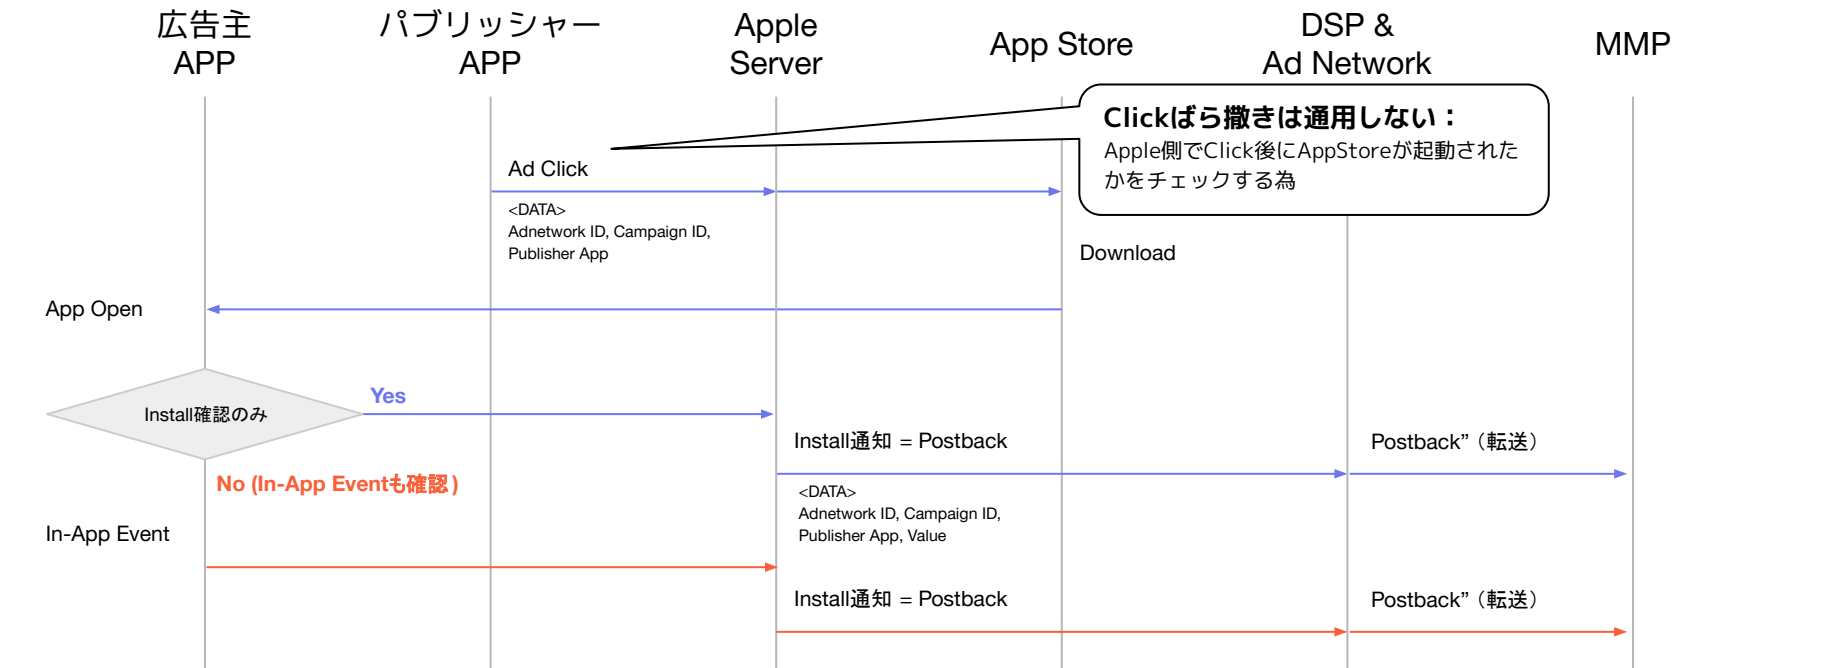 広告主
APP
パブリッシャー
APP
Apple
Server
App Store
DSP &
Ad Network
MMP
Clickばら撒きは通用しない：
Apple側でClick後にAppStoreが起動された
かをチェックする為
Ad Click
<DATA>
Adnetwork ID, Campaign ID,
Publisher App
Download
App Open
Install確認のみ
Yes
Install通知 = Postback
Postback”（転送）
No (In-App Eventも確認)
<DATA>
Adnetwork ID, Campaign ID,
Publisher App, Value
In-App Event
Install通知 = Postback
Postback”（転送）